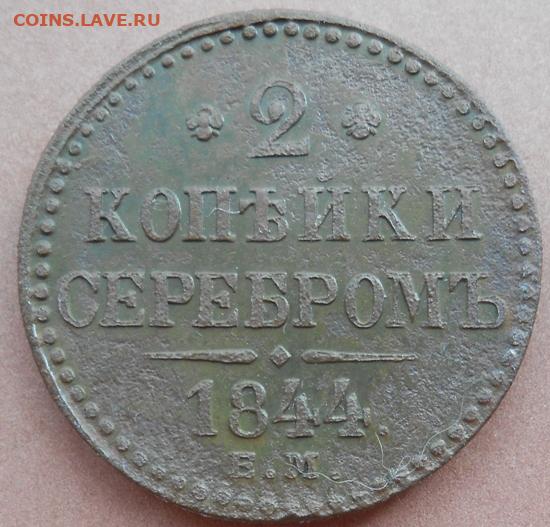 COINS.LAVE.RU
2
КОПѢЙКИ
СЕРЕБРОМЪ
1844.
Е.М.